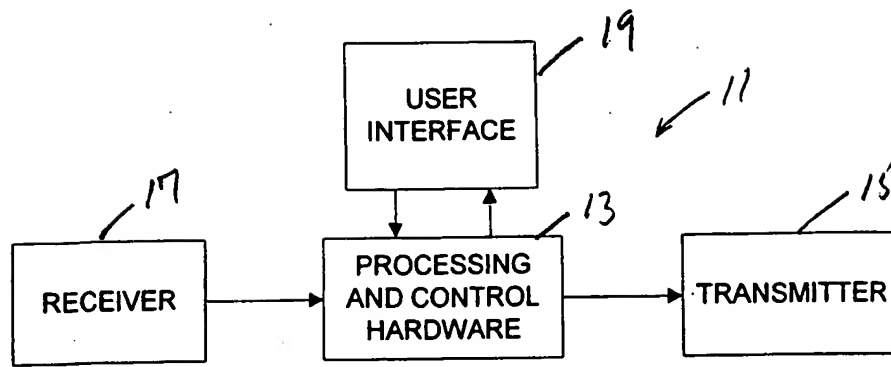 19
USER
INTERFACE
11
17
13
15
PROCESSING
AND CONTROL
HARDWARE
RECEIVER
TRANSMITTER